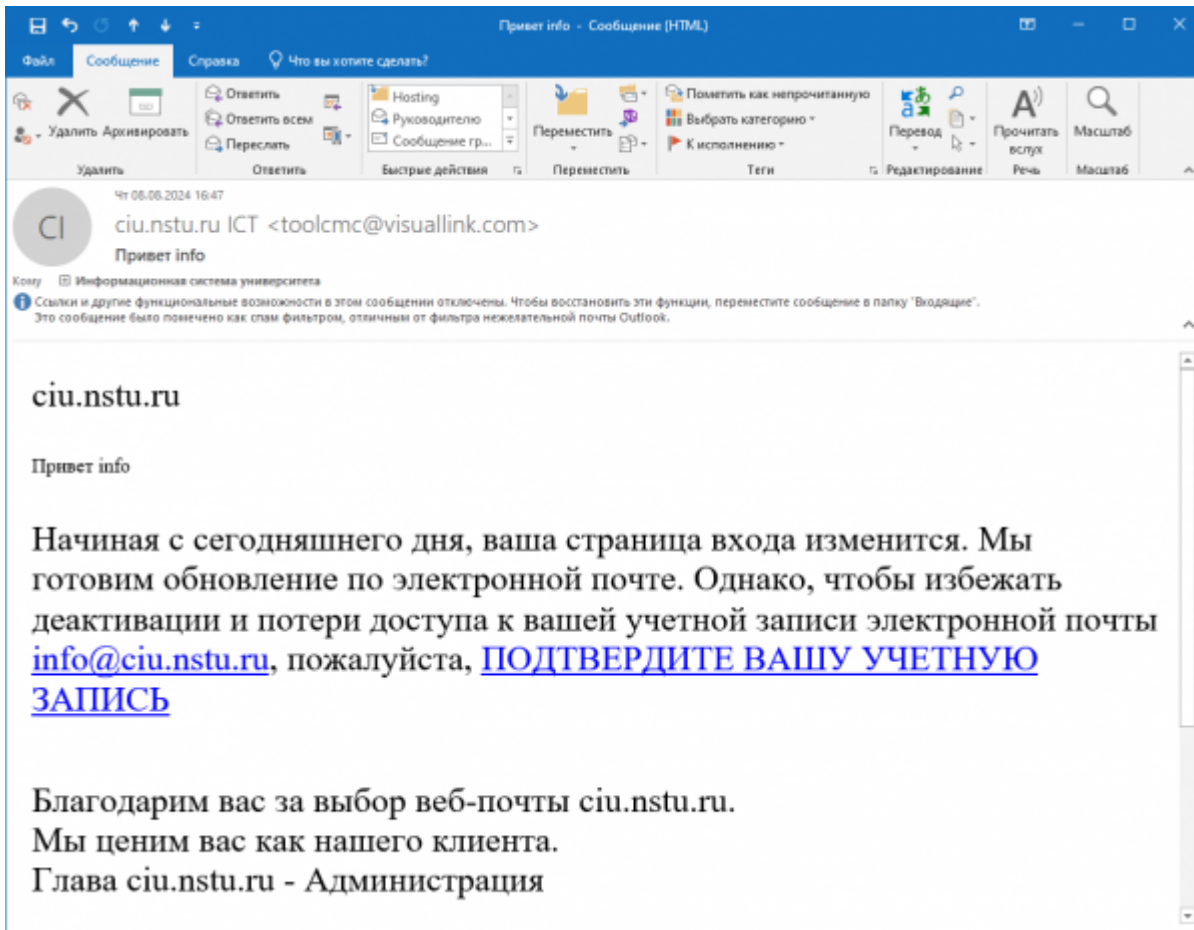 Привет info - Сообщение (HTML)
Файл Сообщение Справка Что вы хотите сделать?
Удалить Архивировать
Ответить
Ответить всем
Переслать
Hosting
Руководителю
Сообщение гр...
Переместить
Пометить как непрочитанную
Выбрать категорию
К исполнению
Перевод
Прочитать вслух
Масштаб
Удалить Ответить Быстрые действия Переместить Теги Редактирование Речь Масштаб
Чт 08.08.2024 16:47
CI
ciu.nstu.ru ICT <toolcmc@visuallink.com>
Привет info
Кому Информационная система университета
Ссылки и другие функциональные возможности в этом сообщении отключены. Чтобы восстановить эти функции, переместите сообщение в папку "Входящие".
Это сообщение было помечено как спам фильтром, отличным от фильтра нежелательной почты Outlook.
ciu.nstu.ru
Привет info
Начиная с сегодняшнего дня, ваша страница входа изменится. Мы
готовим обновление по электронной почте. Однако, чтобы избежать
деактивации и потери доступа к вашей учетной записи электронной почты
info@ciu.nstu.ru, пожалуйста, ПОДТВЕРДИТЕ ВАШУ УЧЕТНУЮ
ЗАПИСЬ
Благодарим вас за выбор веб-почты ciu.nstu.ru.
Мы ценим вас как нашего клиента.
Глава ciu.nstu.ru - Администрация